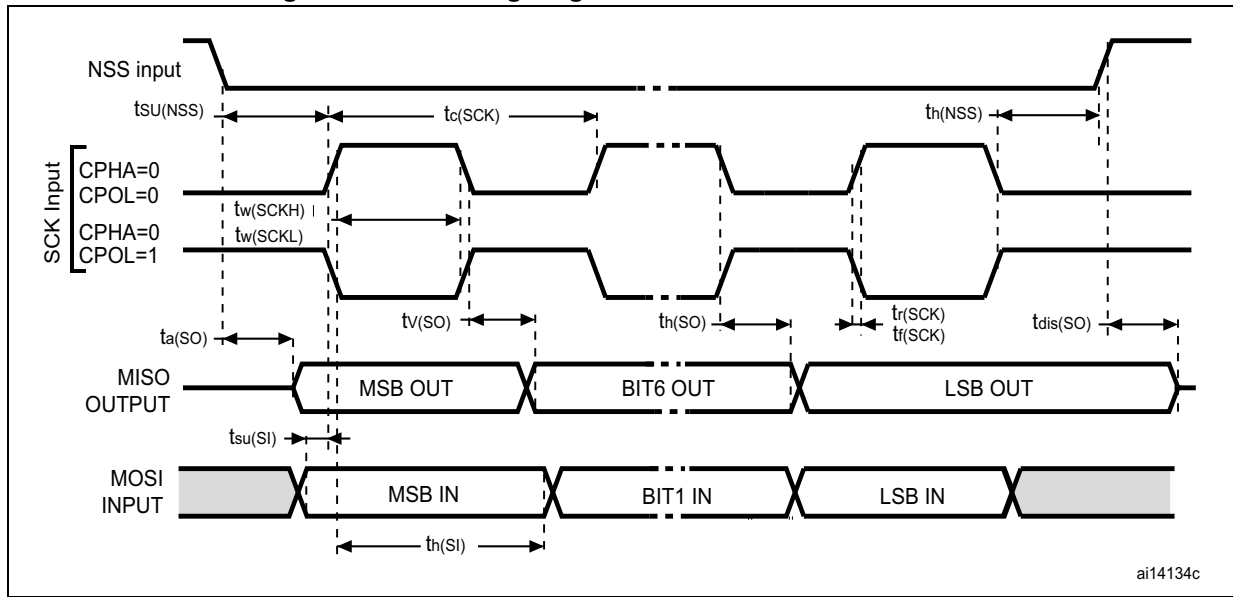 NSS input
tSU(NSS)
tc(SCK)
th(NSS)
SCK Input
CPHA=0
CPOL=0
tw(SCKH)
CPHA=0
tw(SCKL)
CPOL=1
tV(SO)
th(SO)
tr(SCK)
tf(SCK)
ta(SO)
tdis(SO)
MISO
OUTPUT
MSB OUT
BIT6 OUT
LSB OUT
tsu(SI)
MOSI
INPUT
MSB IN
BIT1 IN
LSB IN
th(SI)
ai14134c